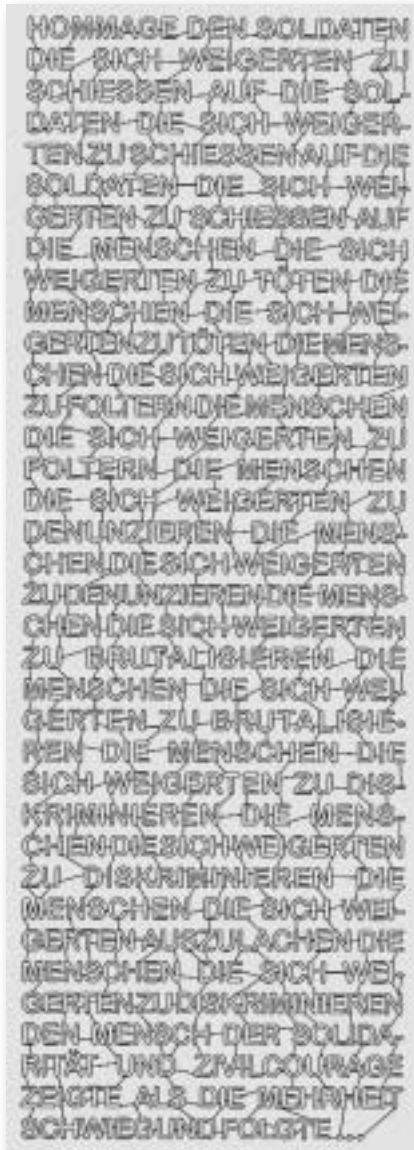 HOMMAGE DEN SOLDATEN
DIE SICH WEIGERTEN ZU
SCHIESSEN AUF DIE SOL-
DATEN DIE SICH WEIGER-
TEN ZU SCHIESSEN AUF DIE
SOLDATEN DIE SICH WEI-
GERTEN ZU SCHIESSEN AUF
DIE MENSCHEN DIE SICH
WEIGERTEN ZU TÖTEN DIE
MENSCHEN DIE SICH WEI-
GERTEN ZU TÖTEN DIE MENS-
CHEN DIE SICH WEIGERTEN
ZU FOLTERN DIE MENSCHEN
DIE SICH WEIGERTEN ZU
FOLTERN DIE MENSCHEN
DIE SICH WEIGERTEN ZU
DENUNZIEREN DIE MENS-
CHEN DIE SICH WEIGERTEN
ZU DENUNZIEREN DIE MENS-
CHEN DIE SICH WEIGERTEN
ZU BRUTALISIEREN DIE
MENSCHEN DIE SICH WEI-
GERTEN ZU BRUTALISIE-
REN DIE MENSCHEN DIE
SICH WEIGERTEN ZU DIS-
KRIMINIEREN DIE MENS-
CHEN DIE SICH WEIGERTEN
ZU DISKRIMINIEREN DIE
MENSCHEN DIE SICH WEI-
GERTEN AUSZULACHEN DIE
MENSCHEN DIE SICH WEI-
GERTEN ZU DISKRIMINIEREN
DEN MENSCH DER SOLIDA-
RITÄT UND ZIVILCOURAGE
ZEIGTE ALS DIE MEHRHEIT
SCHWIEG UND FOLGTE...